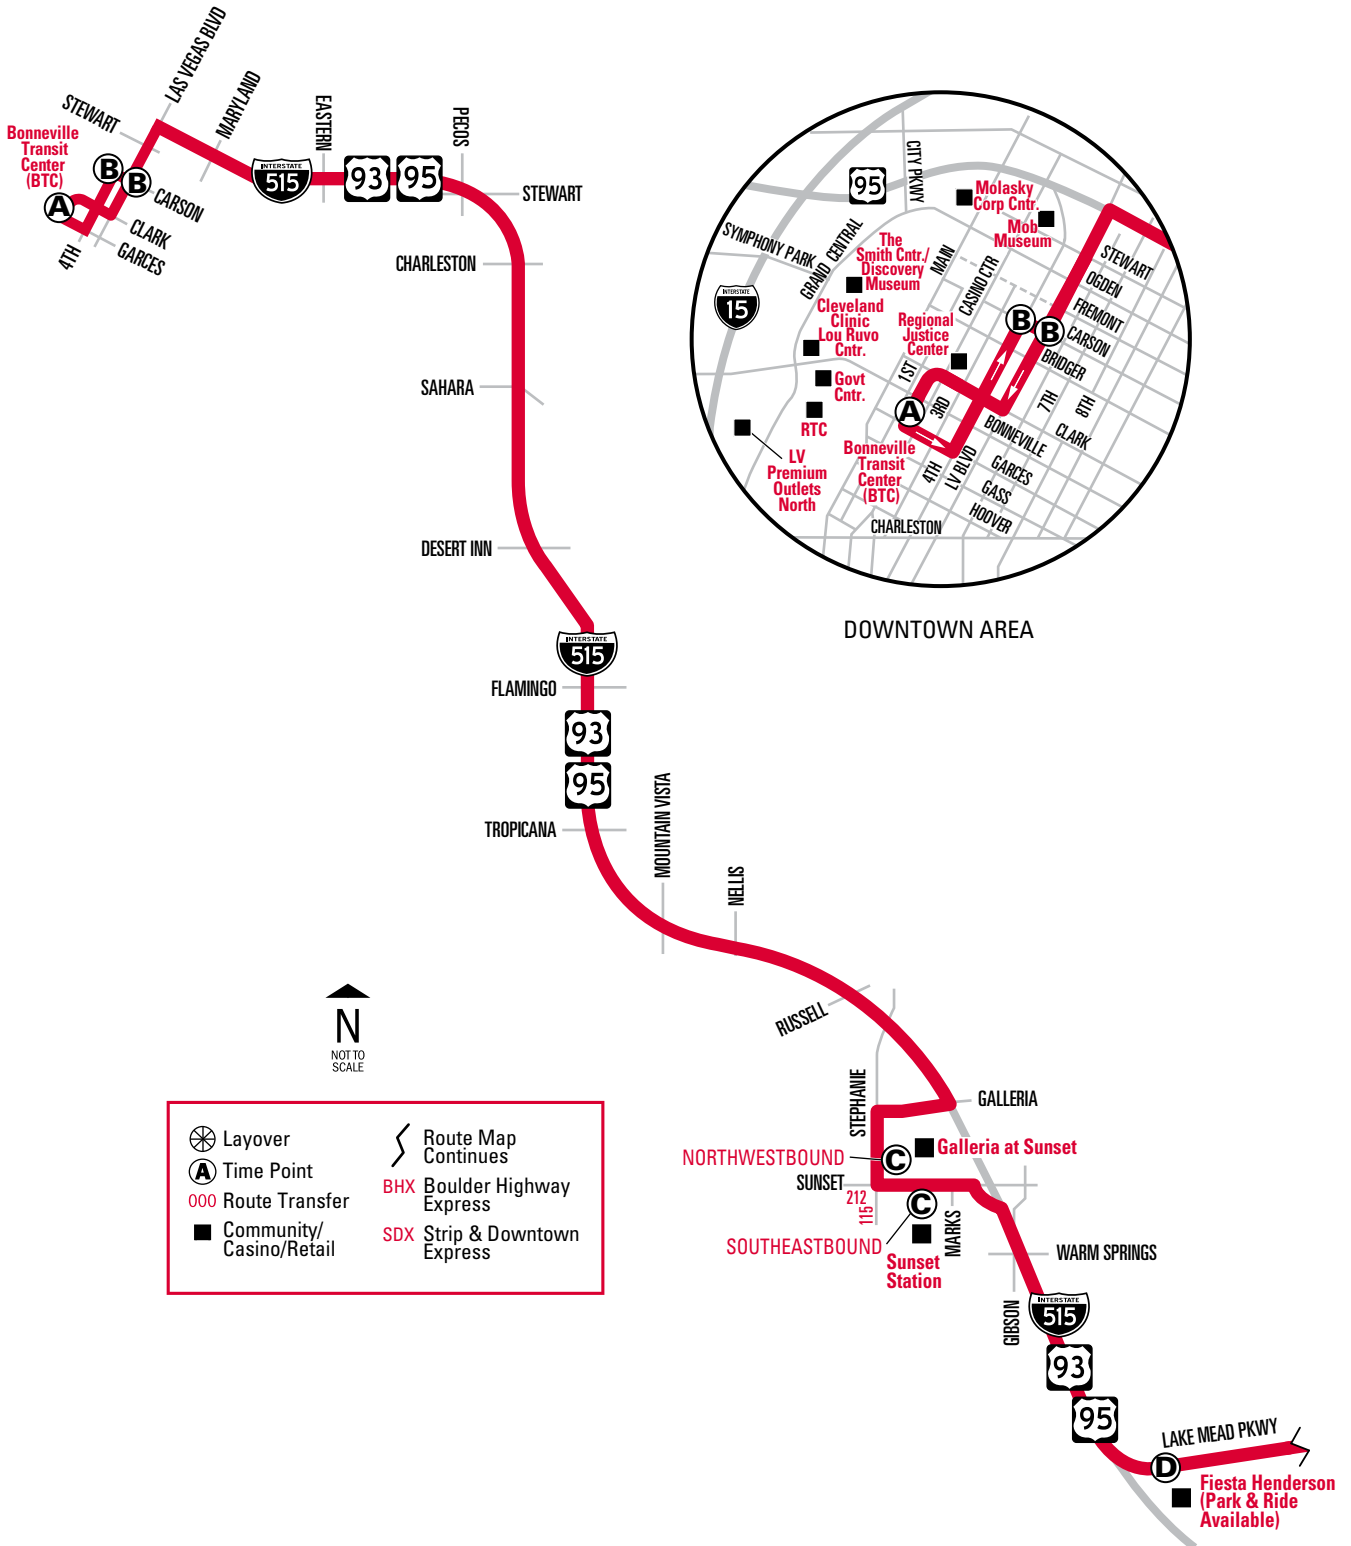 LAS VEGAS BLVD
STEWART
MARYLAND
EASTERN
PECOS
Bonneville
Transit
Center
(BTC)
A
B
B
CARSON
CLARK
GARCES
4TH
INTERSTATE
515
93
95
STEWART
CHARLESTON
SAHARA
DESERT INN
INTERSTATE
515
FLAMINGO
93
95
TROPICANA
MOUNTAIN VISTA
NELLIS
RUSSELL
STEPHANIE
GALLERIA
NORTHWESTBOUND
C
Galleria at Sunset
SUNSET
212
115
C
MARKS
SOUTHEASTBOUND
Sunset
Station
WARM SPRINGS
GIBSON
INTERSTATE
515
93
95
LAKE MEAD PKWY
D
Fiesta Henderson
(Park & Ride
Available)
95
CITY PKWY
Molasky
Corp Cntr.
Mob
Museum
SYMPHONY PARK
GRAND CENTRAL
The
Smith Cntr./
Discovery
Museum
MAIN
CASINO CTR
STEWART
OGDEN
FREMONT
CARSON
BRIDGER
INTERSTATE
15
Cleveland
Clinic
Lou Ruvo
Cntr.
Regional
Justice
Center
B
B
1ST
3RD
7TH
8TH
Govt
Cntr.
RTC
A
BONNEVILLE
CLARK
LV
Premium
Outlets
North
Bonneville
Transit
Center
(BTC)
4TH
LV BLVD
GARCES
GASS
HOOVER
CHARLESTON
DOWNTOWN AREA
N
NOT TO
SCALE
Layover
A Time Point
000 Route Transfer
Community/
Casino/Retail
Route Map
Continues
BHX Boulder Highway
Express
SDX Strip & Downtown
Express